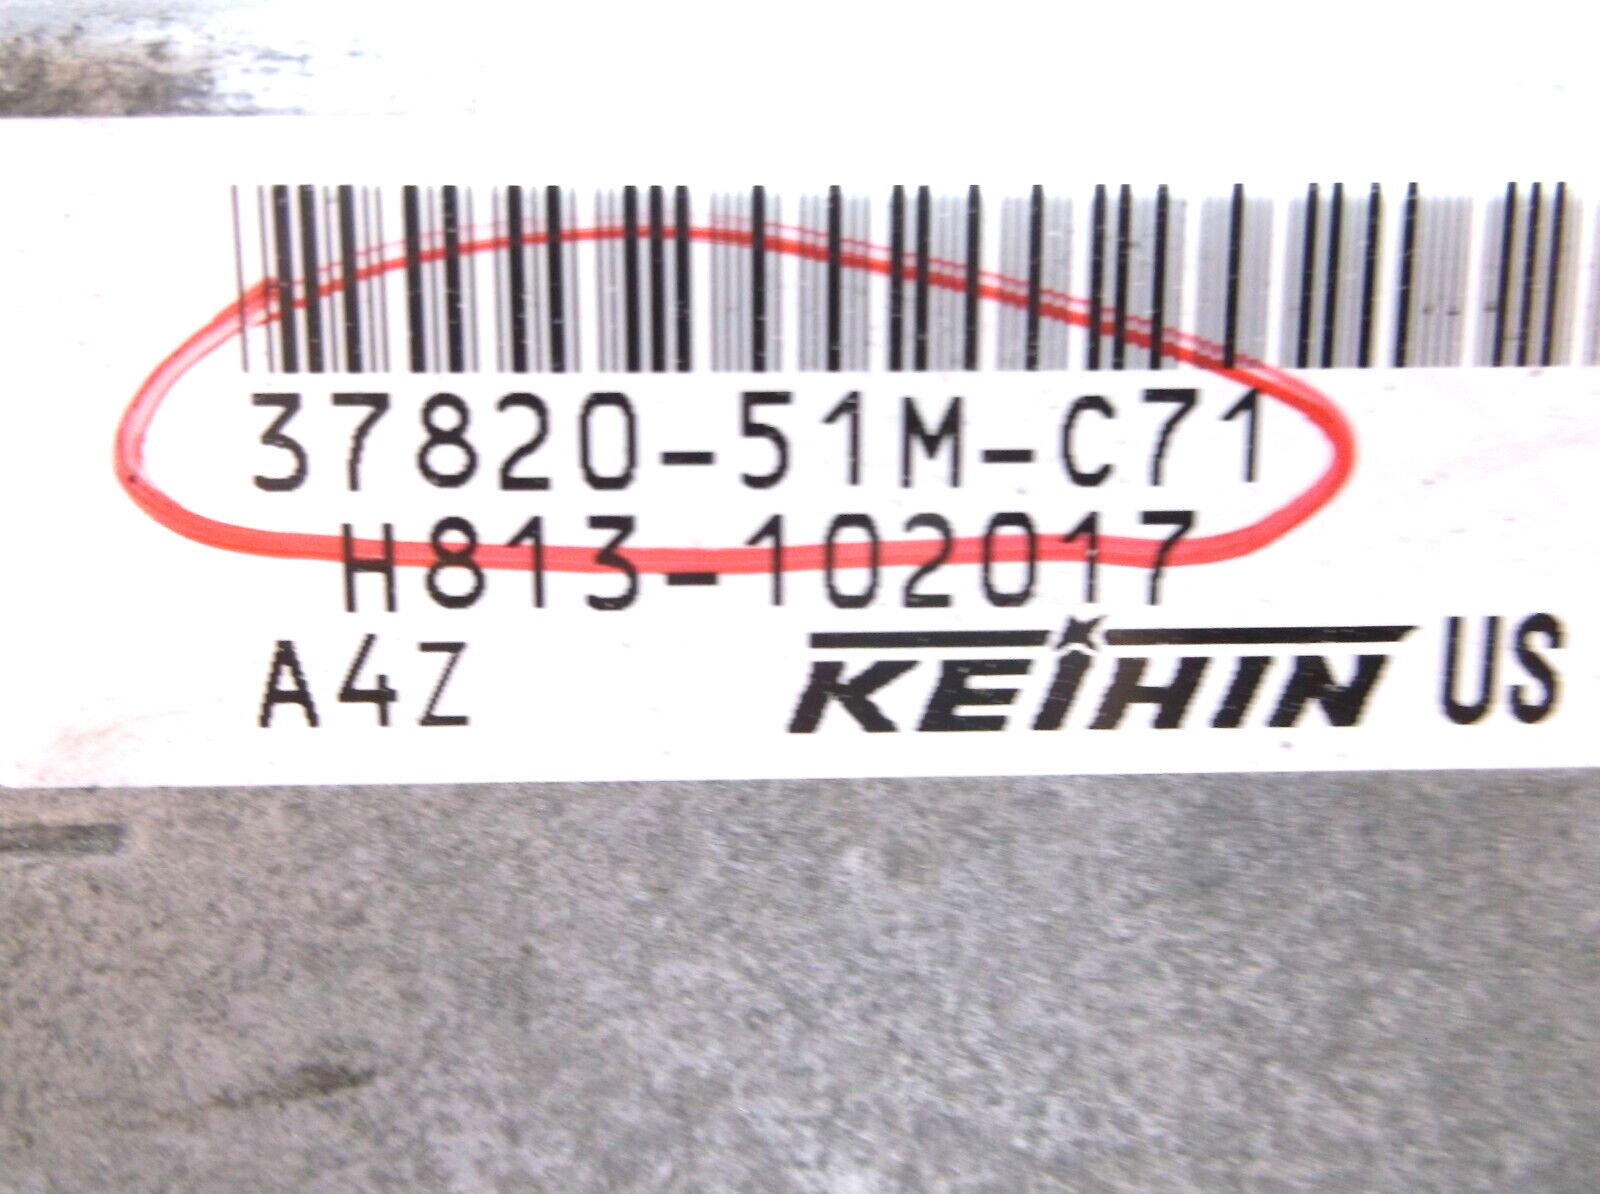 37820-51M-C71
H813-102017
A4Z KEIHIN US